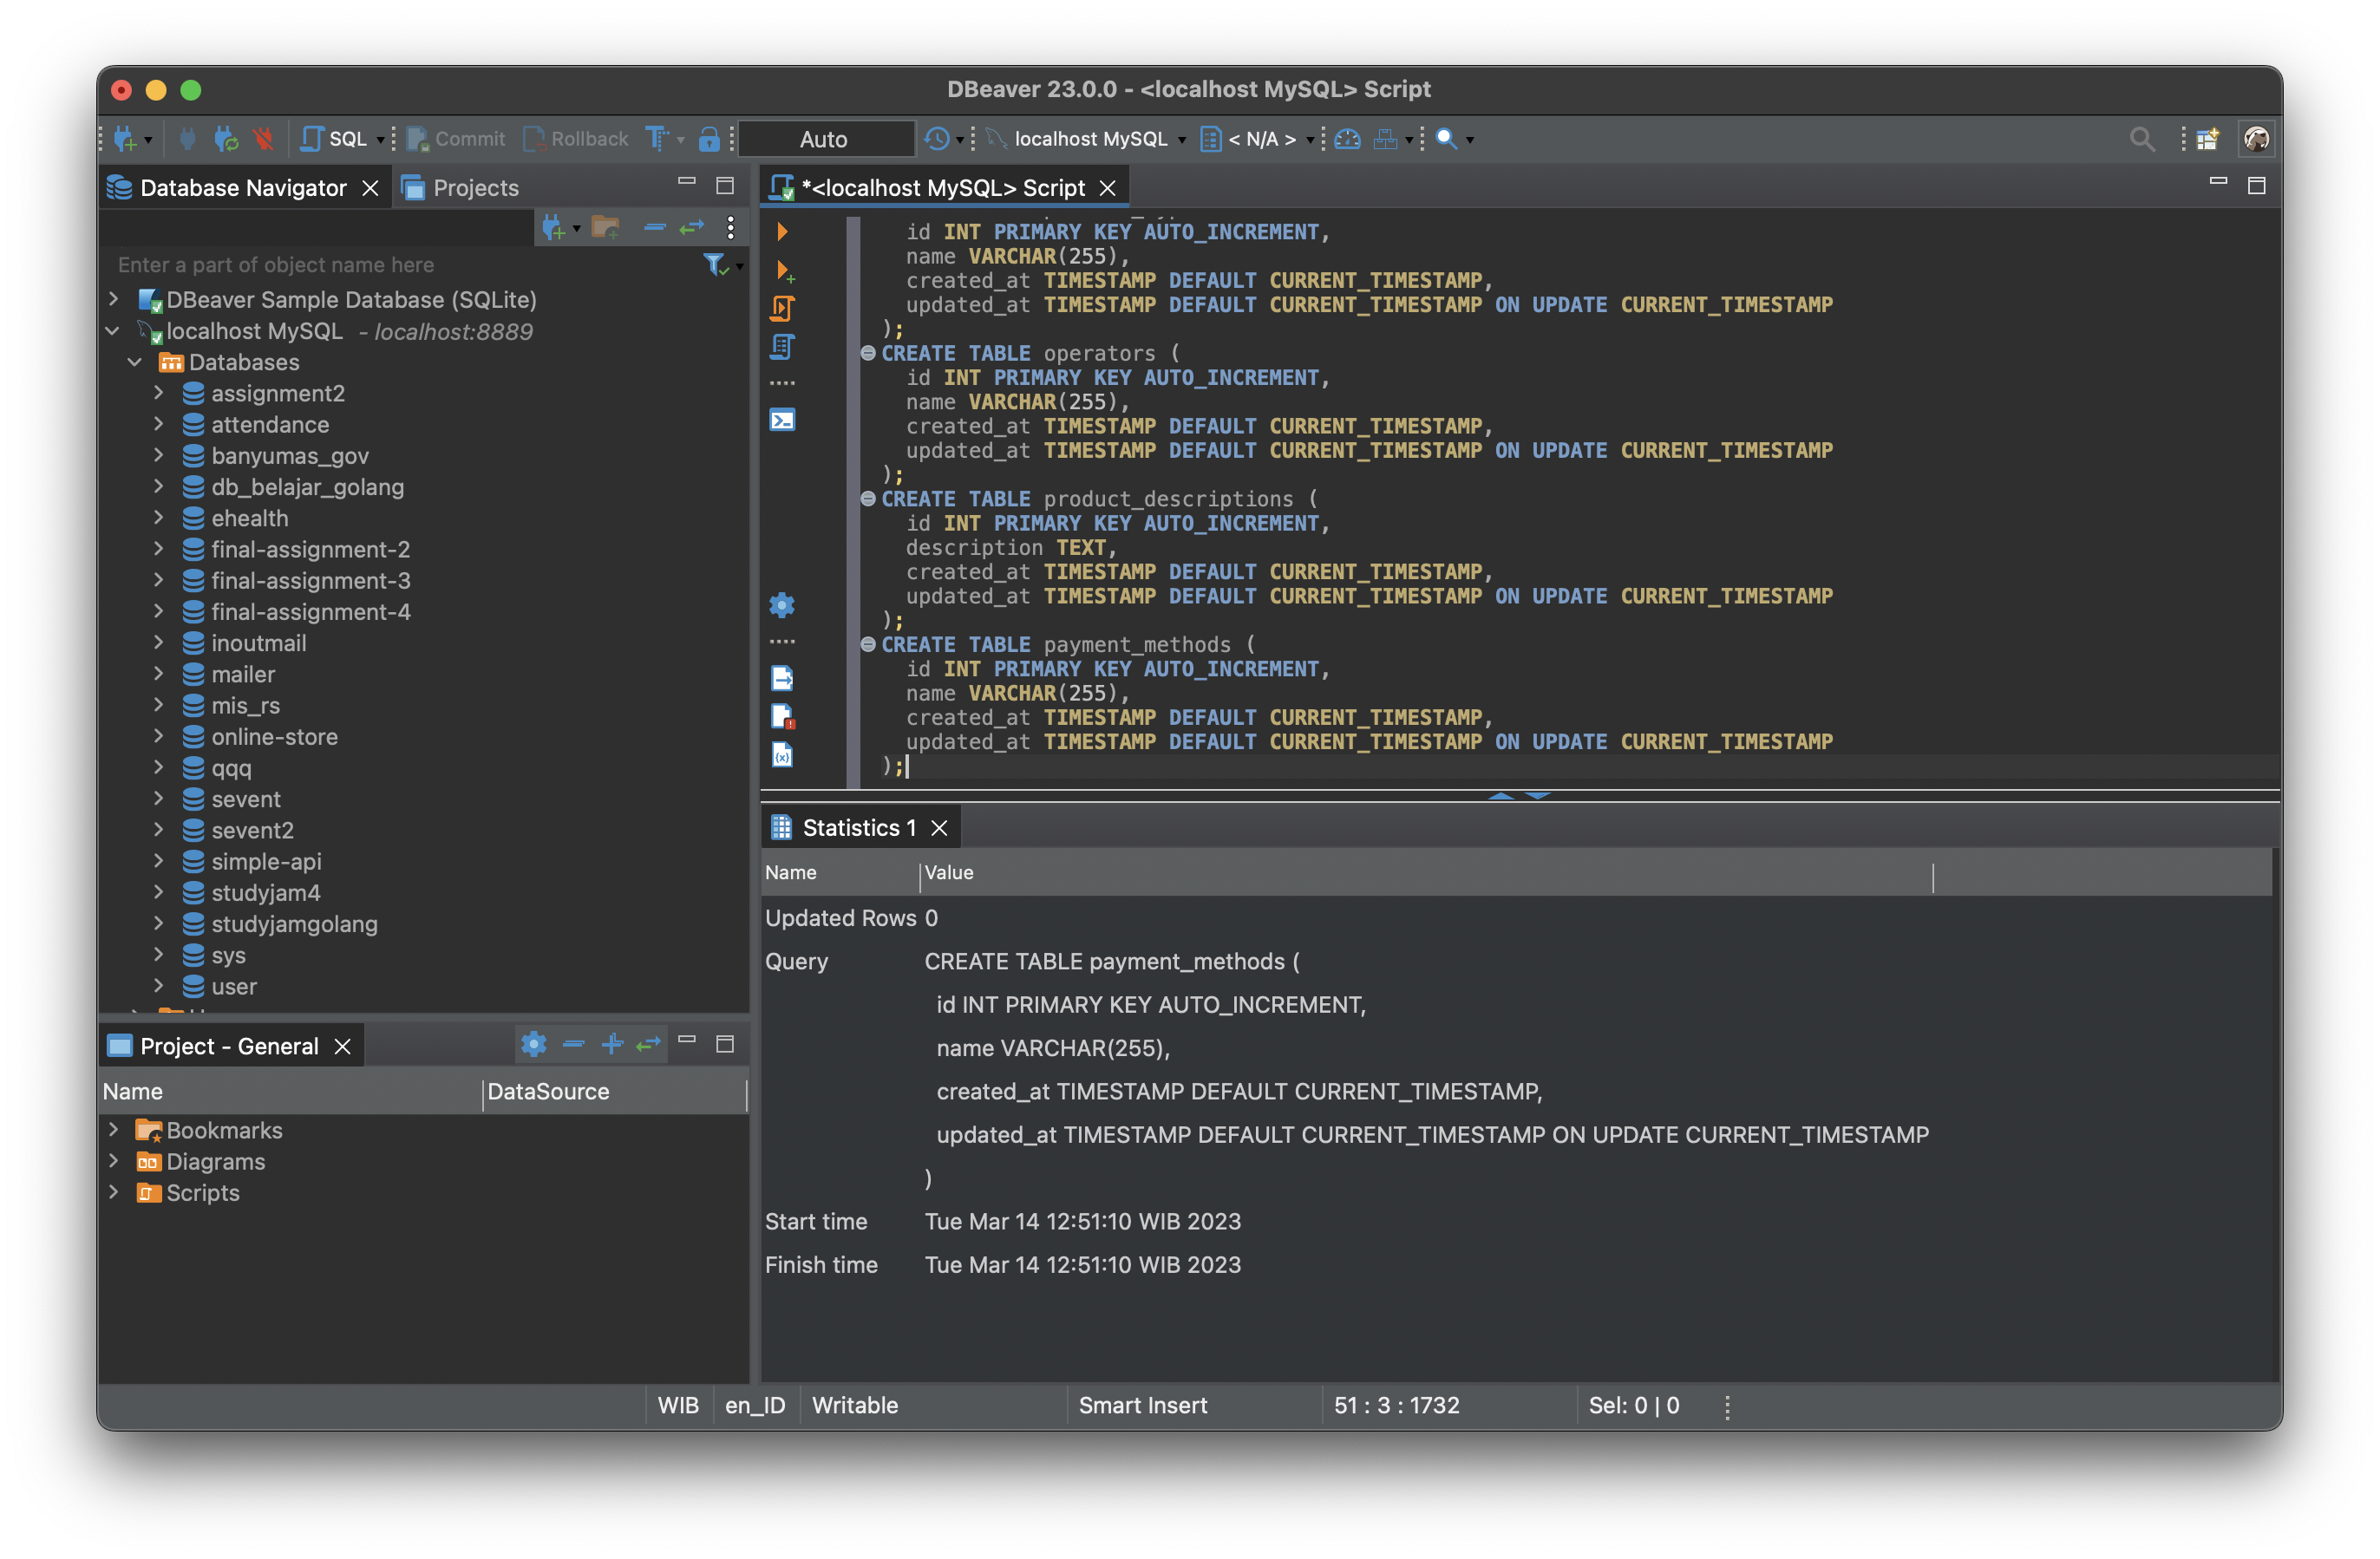 DBeaver 23.0.0 - <localhost MySQL> Script
SQL
Commit
Rollback
Auto
localhost MySQL
< N/A >
Database Navigator
Projects
Enter a part of object name here
DBeaver Sample Database (SQLite)
localhost MySQL - localhost:8889
Databases
assignment2
attendance
banyumas_gov
db_belajar_golang
ehealth
final-assignment-2
final-assignment-3
final-assignment-4
inoutmail
mailer
mis_rs
online-store
qqq
sevent
sevent2
simple-api
studyjam4
studyjamgolang
sys
user
Project - General
Name DataSource
Bookmarks
Diagrams
Scripts
*<localhost MySQL> Script
id INT PRIMARY KEY AUTO_INCREMENT,
name VARCHAR(255),
created_at TIMESTAMP DEFAULT CURRENT_TIMESTAMP,
updated_at TIMESTAMP DEFAULT CURRENT_TIMESTAMP ON UPDATE CURRENT_TIMESTAMP
);
CREATE TABLE operators (
id INT PRIMARY KEY AUTO_INCREMENT,
name VARCHAR(255),
created_at TIMESTAMP DEFAULT CURRENT_TIMESTAMP,
updated_at TIMESTAMP DEFAULT CURRENT_TIMESTAMP ON UPDATE CURRENT_TIMESTAMP
);
CREATE TABLE product_descriptions (
id INT PRIMARY KEY AUTO_INCREMENT,
description TEXT,
created_at TIMESTAMP DEFAULT CURRENT_TIMESTAMP,
updated_at TIMESTAMP DEFAULT CURRENT_TIMESTAMP ON UPDATE CURRENT_TIMESTAMP
);
CREATE TABLE payment_methods (
id INT PRIMARY KEY AUTO_INCREMENT,
name VARCHAR(255),
created_at TIMESTAMP DEFAULT CURRENT_TIMESTAMP,
updated_at TIMESTAMP DEFAULT CURRENT_TIMESTAMP ON UPDATE CURRENT_TIMESTAMP
);
Statistics 1
Name Value
Updated Rows 0
Query CREATE TABLE payment_methods (
id INT PRIMARY KEY AUTO_INCREMENT,
name VARCHAR(255),
created_at TIMESTAMP DEFAULT CURRENT_TIMESTAMP,
updated_at TIMESTAMP DEFAULT CURRENT_TIMESTAMP ON UPDATE CURRENT_TIMESTAMP
)
Start time Tue Mar 14 12:51:10 WIB 2023
Finish time Tue Mar 14 12:51:10 WIB 2023
WIB en_ID Writable Smart Insert 51 : 3 : 1732 Sel: 0 | 0